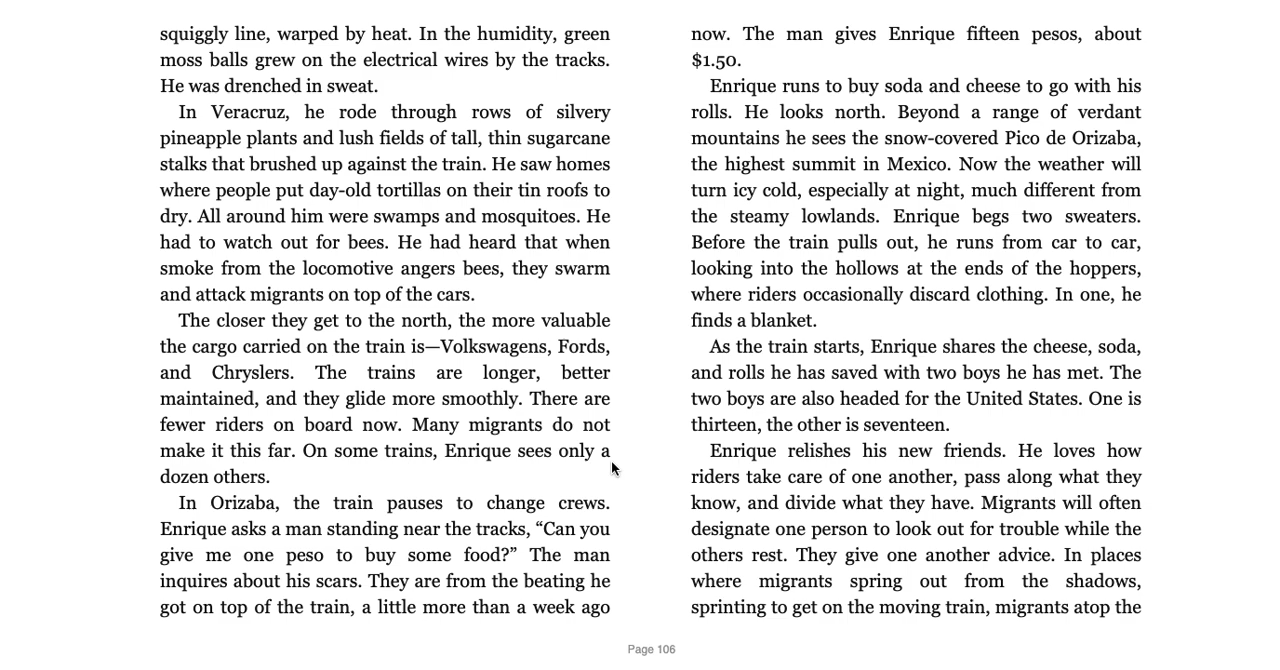 squiggly line, warped by heat. In the humidity, green
moss balls grew on the electrical wires by the tracks.
He was drenched in sweat.
In Veracruz, he rode through rows of silvery
pineapple plants and lush fields of tall, thin sugarcane
stalks that brushed up against the train. He saw homes
where people put day-old tortillas on their tin roofs to
dry. All around him were swamps and mosquitoes. He
had to watch out for bees. He had heard that when
smoke from the locomotive angers bees, they swarm
and attack migrants on top of the cars.
The closer they get to the north, the more valuable
the cargo carried on the train is—Volkswagens, Fords,
and Chryslers. The trains are longer, better
maintained, and they glide more smoothly. There are
fewer riders on board now. Many migrants do not
make it this far. On some trains, Enrique sees only a
dozen others.
In Orizaba, the train pauses to change crews.
Enrique asks a man standing near the tracks, “Can you
give me one peso to buy some food?” The man
inquires about his scars. They are from the beating he
got on top of the train, a little more than a week ago
now. The man gives Enrique fifteen pesos, about
$1.50.
Enrique runs to buy soda and cheese to go with his
rolls. He looks north. Beyond a range of verdant
mountains he sees the snow-covered Pico de Orizaba,
the highest summit in Mexico. Now the weather will
turn icy cold, especially at night, much different from
the steamy lowlands. Enrique begs two sweaters.
Before the train pulls out, he runs from car to car,
looking into the hollows at the ends of the hoppers,
where riders occasionally discard clothing. In one, he
finds a blanket.
As the train starts, Enrique shares the cheese, soda,
and rolls he has saved with two boys he has met. The
two boys are also headed for the United States. One is
thirteen, the other is seventeen.
Enrique relishes his new friends. He loves how
riders take care of one another, pass along what they
know, and divide what they have. Migrants will often
designate one person to look out for trouble while the
others rest. They give one another advice. In places
where migrants spring out from the shadows,
sprinting to get on the moving train, migrants atop the
Page 106